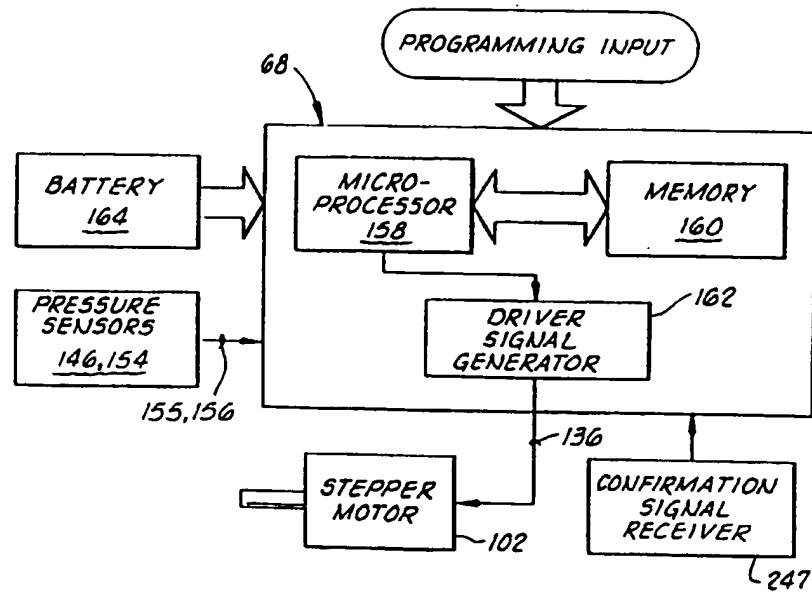 PROGRAMMING INPUT
68
BATTERY
164
MICRO-
PROCESSOR
158
MEMORY
160
PRESSURE
SENSORS
146,154
155,156
162
DRIVER
SIGNAL
GENERATOR
136
STEPPER
MOTOR
102
CONFIRMATION
SIGNAL
RECEIVER
247